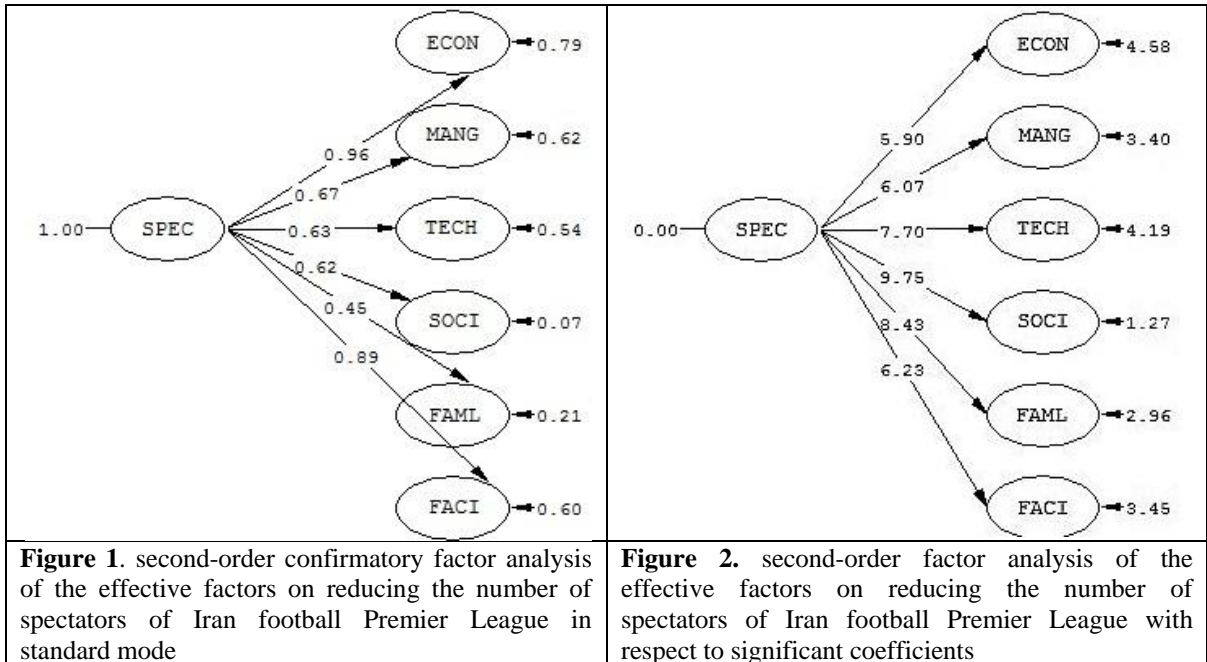 ECON
0.79
MANG
0.62
0.96
0.67
1.00
SPEC
0.63
TECH
0.54
0.62
0.45
SOCI
0.07
0.89
FAML
0.21
FACI
0.60
Figure 1. second-order confirmatory factor analysis
of the effective factors on reducing the number of
spectators of Iran football Premier League in
standard mode
ECON
4.58
5.90
MANG
3.40
6.07
0.00
SPEC
7.70
TECH
4.19
9.75
SOCI
1.27
8.43
6.23
FAML
2.96
FACI
3.45
Figure 2. second-order factor analysis of the
effective factors on reducing the number of
spectators of Iran football Premier League with
respect to significant coefficients